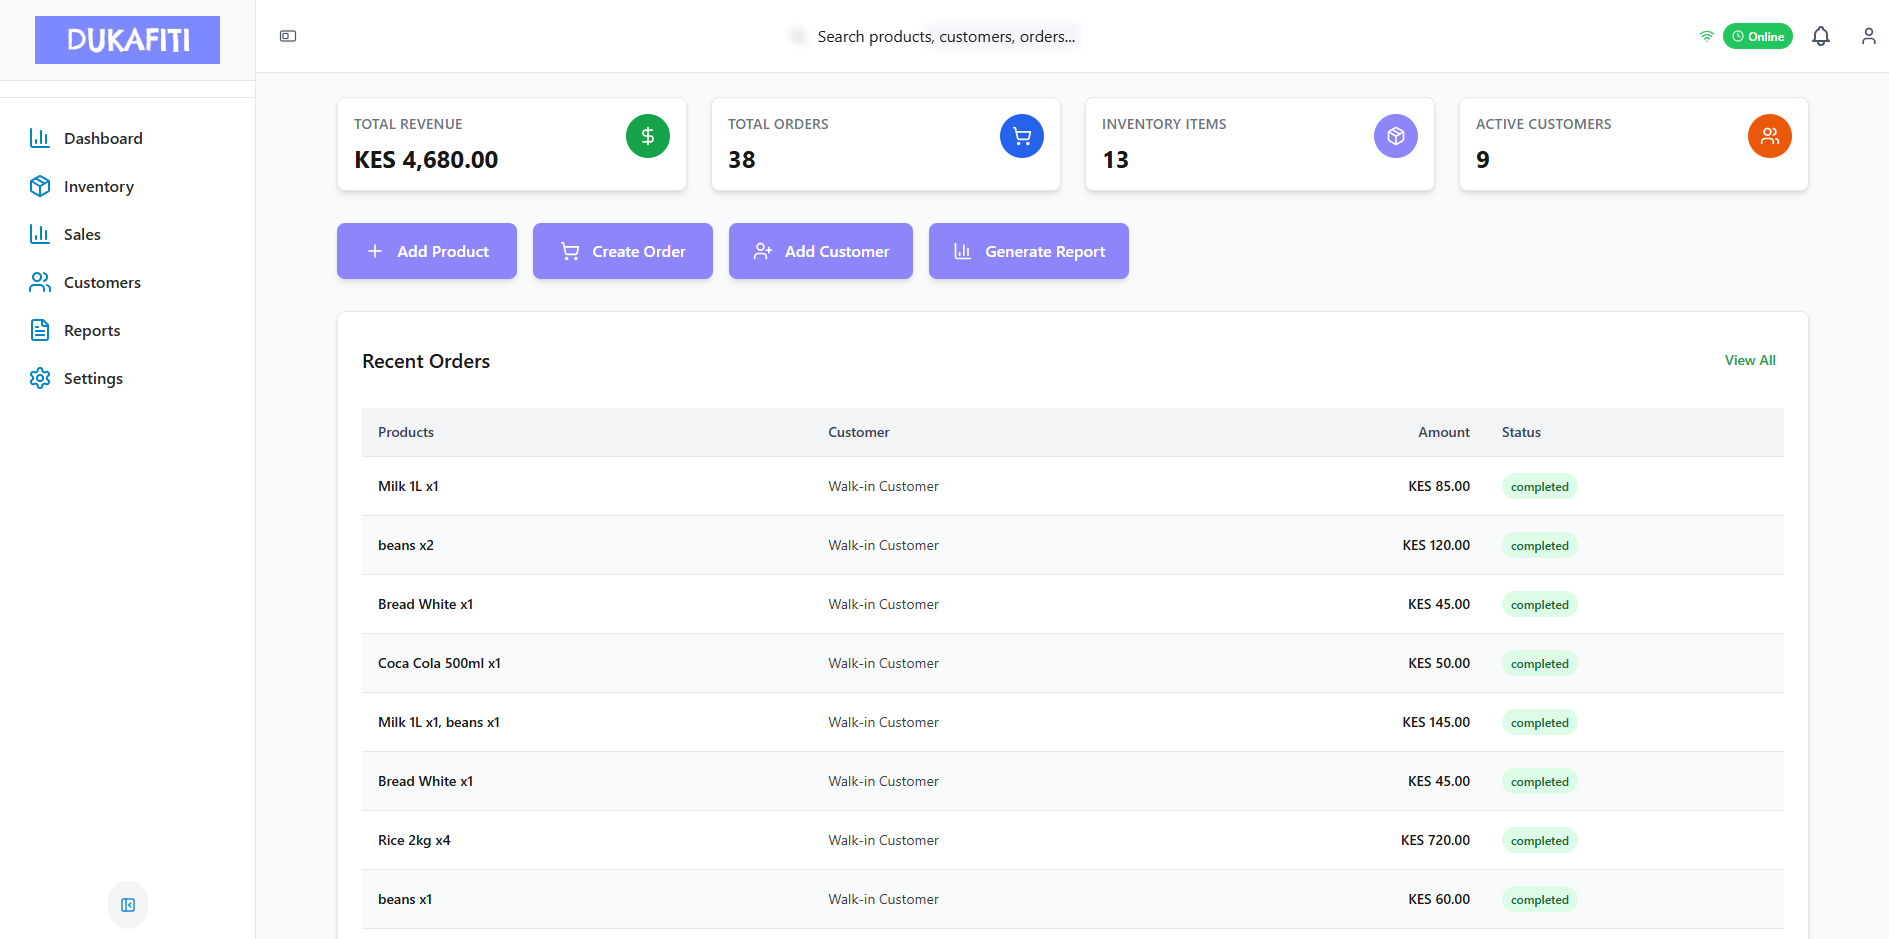 DUKAFITI
Search products, customers, orders...
Online
Dashboard
Inventory
Sales
Customers
Reports
Settings
TOTAL REVENUE
KES 4,680.00
TOTAL ORDERS
38
INVENTORY ITEMS
13
ACTIVE CUSTOMERS
9
Add Product
Create Order
Add Customer
Generate Report
Recent Orders
View All
Products Customer Amount Status
Milk 1L x1 Walk-in Customer KES 85.00 completed
beans x2 Walk-in Customer KES 120.00 completed
Bread White x1 Walk-in Customer KES 45.00 completed
Coca Cola 500ml x1 Walk-in Customer KES 50.00 completed
Milk 1L x1, beans x1 Walk-in Customer KES 145.00 completed
Bread White x1 Walk-in Customer KES 45.00 completed
Rice 2kg x4 Walk-in Customer KES 720.00 completed
beans x1 Walk-in Customer KES 60.00 completed